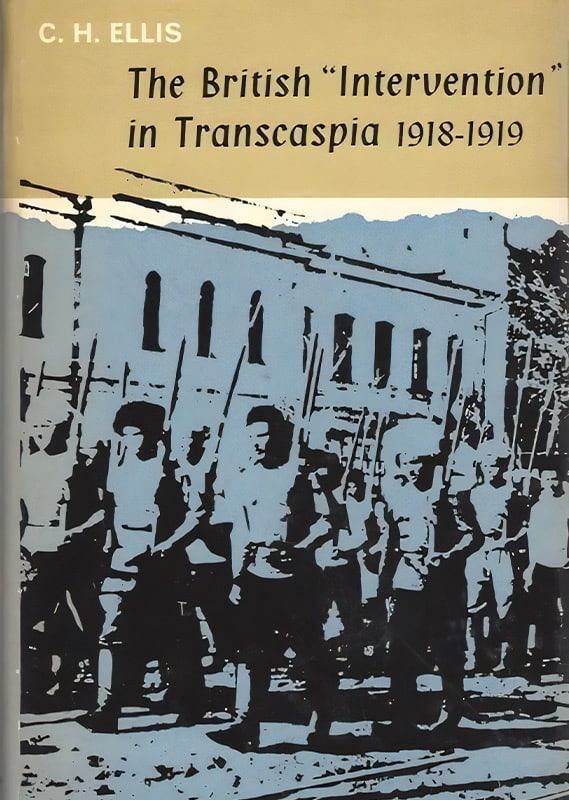 C. H. ELLIS
The British “Intervention”
in Transcaspia 1918-1919